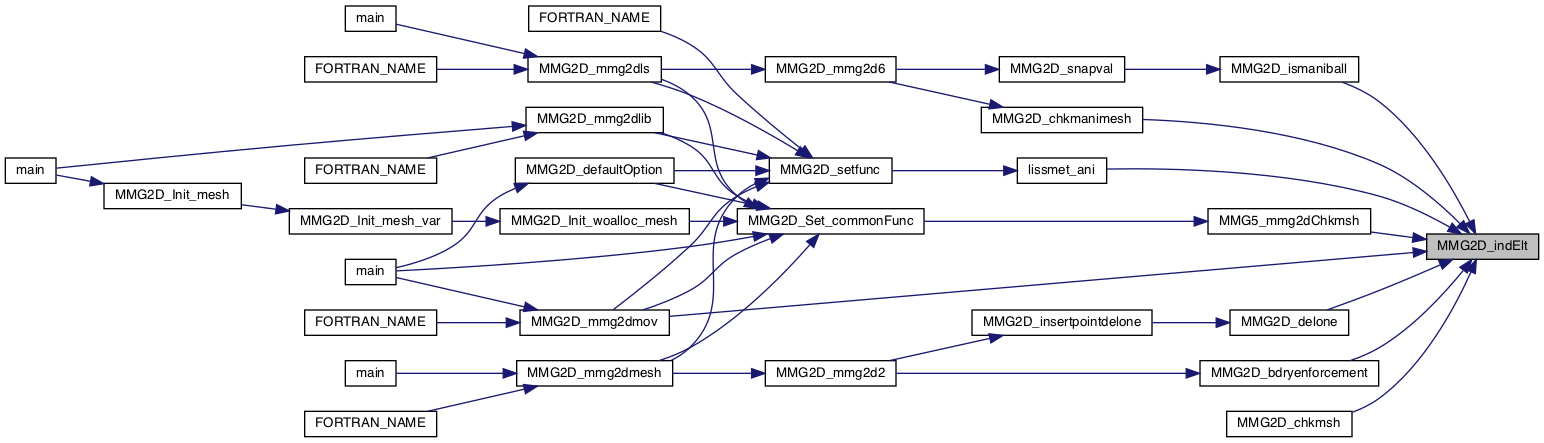 main
FORTRAN_NAME
FORTRAN_NAME
MMG2D_mmg2dls
MMG2D_mmg2d6
MMG2D_snapval
MMG2D_ismaniball
MMG2D_mmg2dlib
MMG2D_chkmanimesh
main
FORTRAN_NAME
MMG2D_defaultOption
MMG2D_setfunc
lissmet_ani
MMG2D_Init_mesh
MMG2D_Init_mesh_var
MMG2D_Init_woalloc_mesh
MMG2D_Set_commonFunc
MMG5_mmg2dChkmsh
MMG2D_indElt
main
FORTRAN_NAME
MMG2D_mmg2dmov
MMG2D_insertpointdelone
MMG2D_delone
main
MMG2D_mmg2dmesh
MMG2D_mmg2d2
MMG2D_bdryenforcement
FORTRAN_NAME
MMG2D_chkmsh